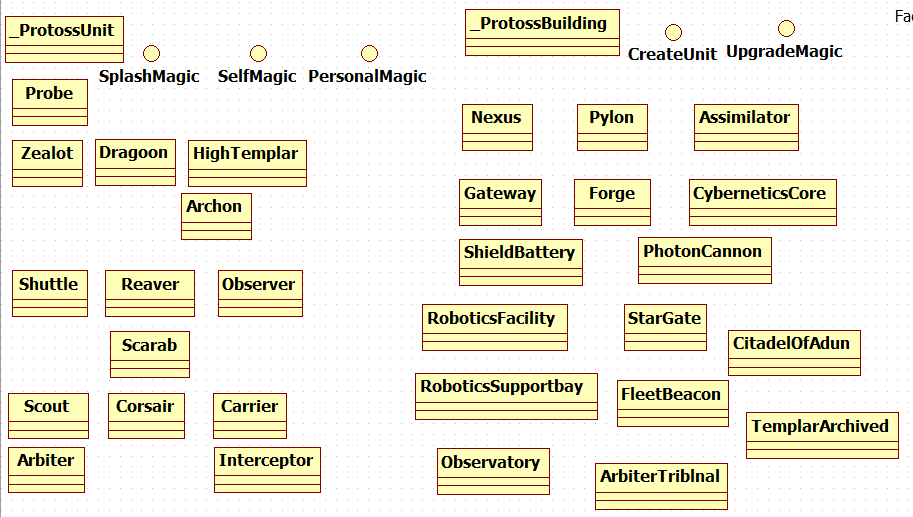 Fac
_ProtossUnit
_ProtossBuilding
SplashMagic
SelfMagic
PersonalMagic
CreateUnit
UpgradeMagic
Probe
Nexus
Pylon
Assimilator
Zealot
Dragoon
HighTemplar
Archon
Gateway
Forge
CyberneticsCore
ShieldBattery
PhotonCannon
Shuttle
Reaver
Observer
Scarab
RoboticsFacility
StarGate
CitadelOfAdun
Scout
Corsair
Carrier
RoboticsSupportbay
FleetBeacon
TemplarArchived
Arbiter
Interceptor
Observatory
ArbiterTriblnal